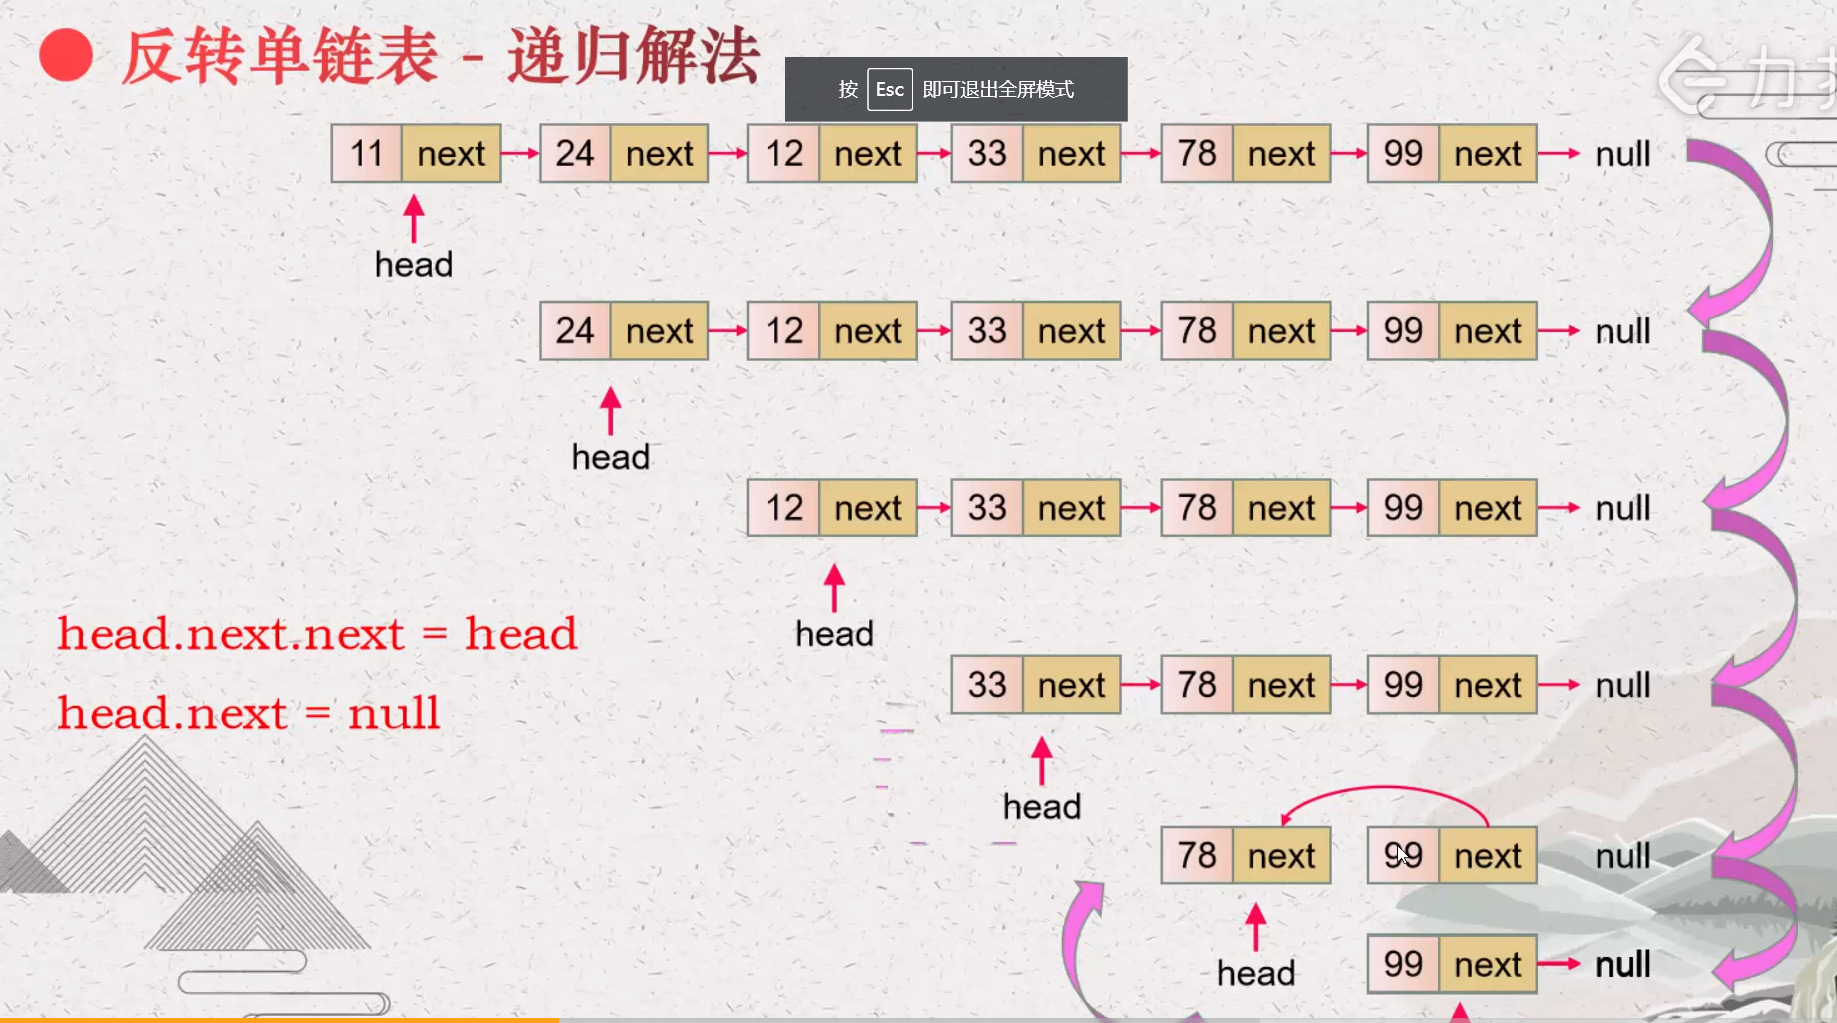 反转单链表 - 递归解法
按 Esc 即可退出全屏模式
力扣
11 next 24 next 12 next 33 next 78 next 99 next null
head
24 next 12 next 33 next 78 next 99 next null
head
12 next 33 next 78 next 99 next null
head
head.next.next = head
head.next = null
33 next 78 next 99 next null
head
78 next 99 next null
head
99 next null